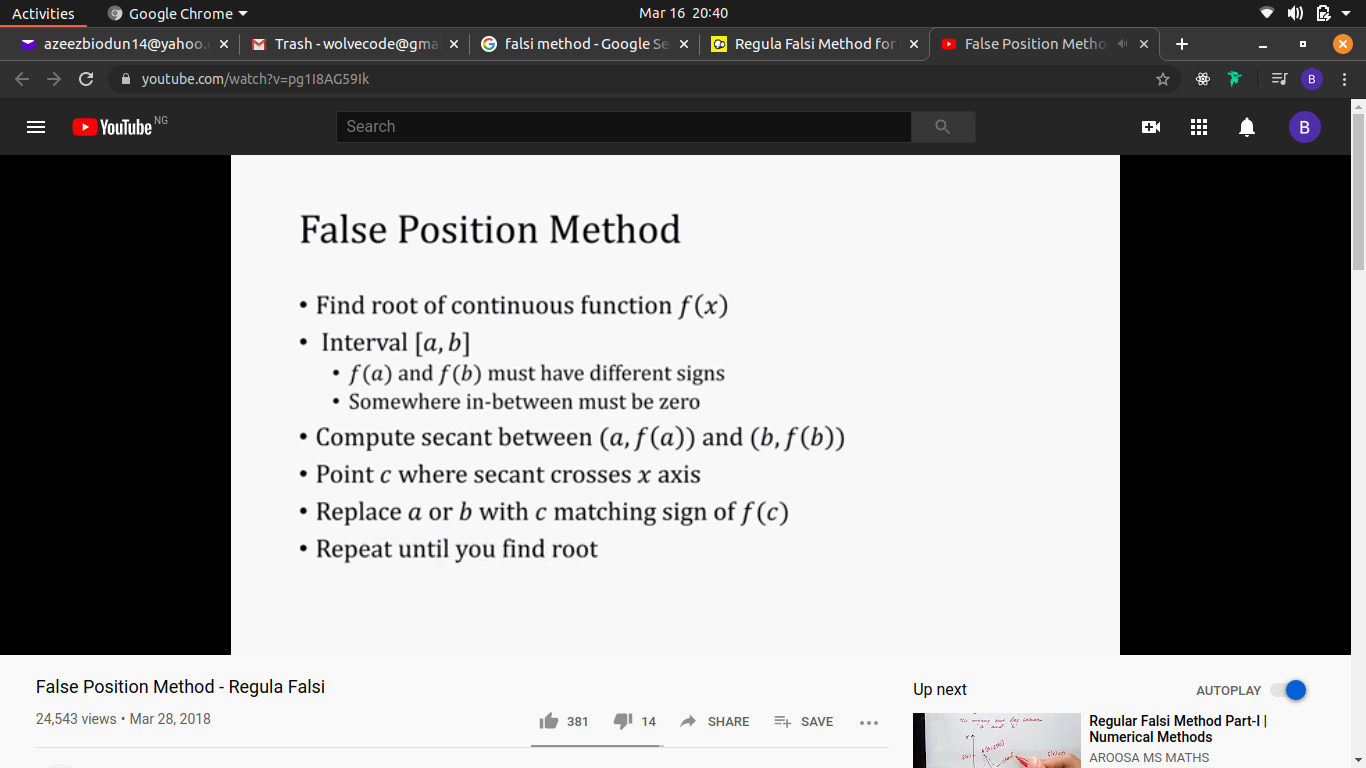 Activities Google Chrome Mar 16 20:40
azeezbiodun14@yahoo. Trash - wolvecode@gma falsi method - Google Se Regula Falsi Method for False Position Metho
youtube.com/watch?v=pg1I8AG59Ik B
YouTube NG Search B
False Position Method
• Find root of continuous function f(x)
• Interval [a, b]
• f(a) and f(b) must have different signs
• Somewhere in-between must be zero
• Compute secant between (a, f(a)) and (b, f(b))
• Point c where secant crosses x axis
• Replace a or b with c matching sign of f(c)
• Repeat until you find root
False Position Method - Regula Falsi
24,543 views • Mar 28, 2018
381 14 SHARE SAVE
Up next AUTOPLAY
Regular Falsi Method Part-I |
Numerical Methods
AROOSA MS MATHS